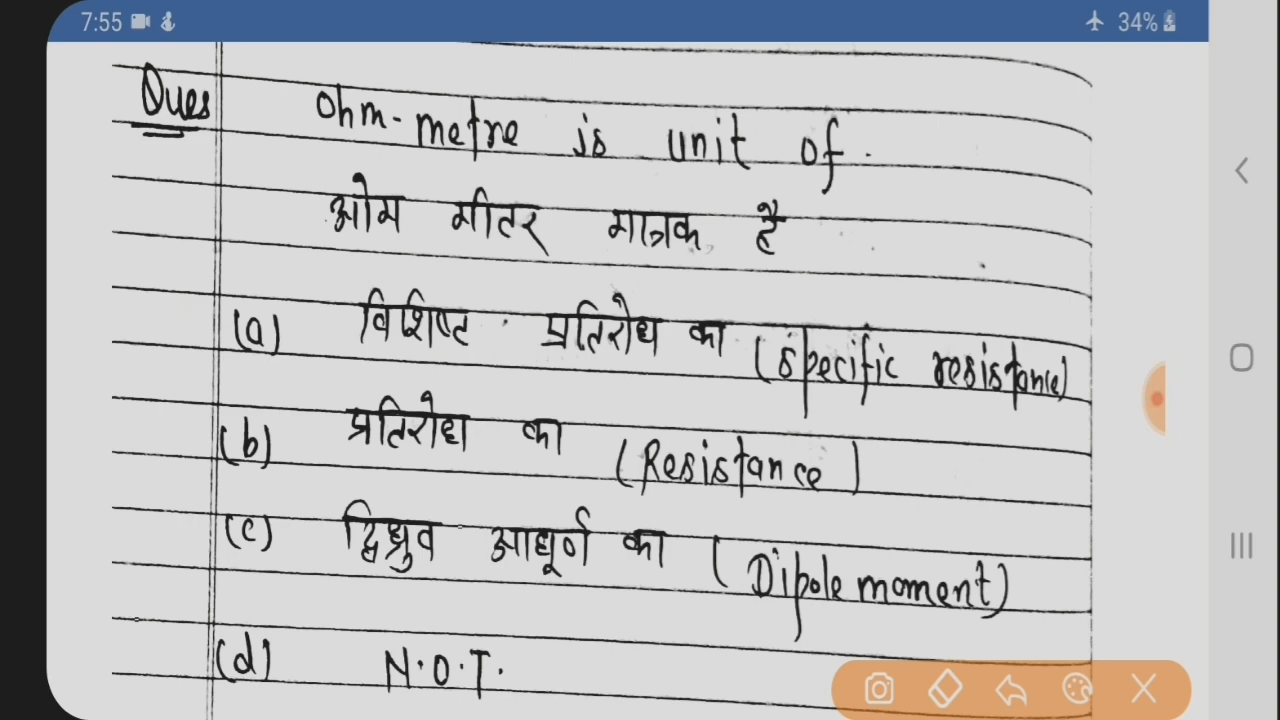 7:55
34%
Ques Ohm-metre is unit of.
ओम मीटर मात्रक है
(a) विशिष्ट प्रतिरोध का (specific resistance)
(b) प्रतिरोध का (Resistance)
(c) द्विध्रुव आघूर्ण का (Dipole moment)
(d) N.O.T.